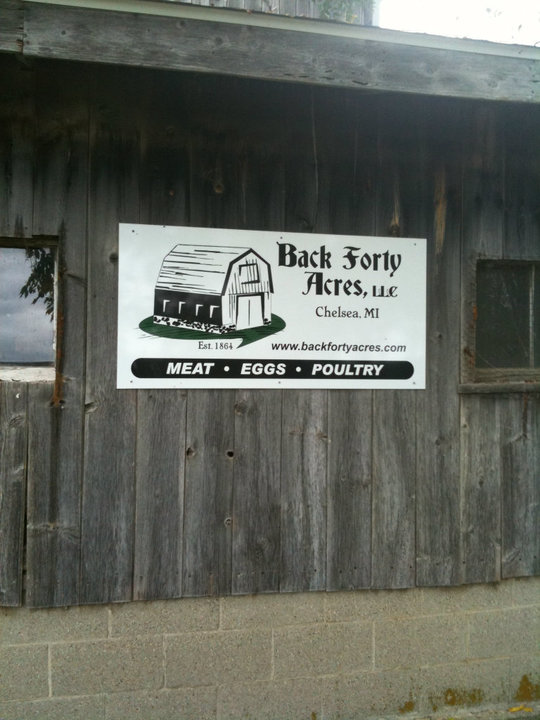 Back Forty
Acres, LLC
Chelsea, MI
Est. 1864
www.backfortyacres.com
MEAT • EGGS • POULTRY